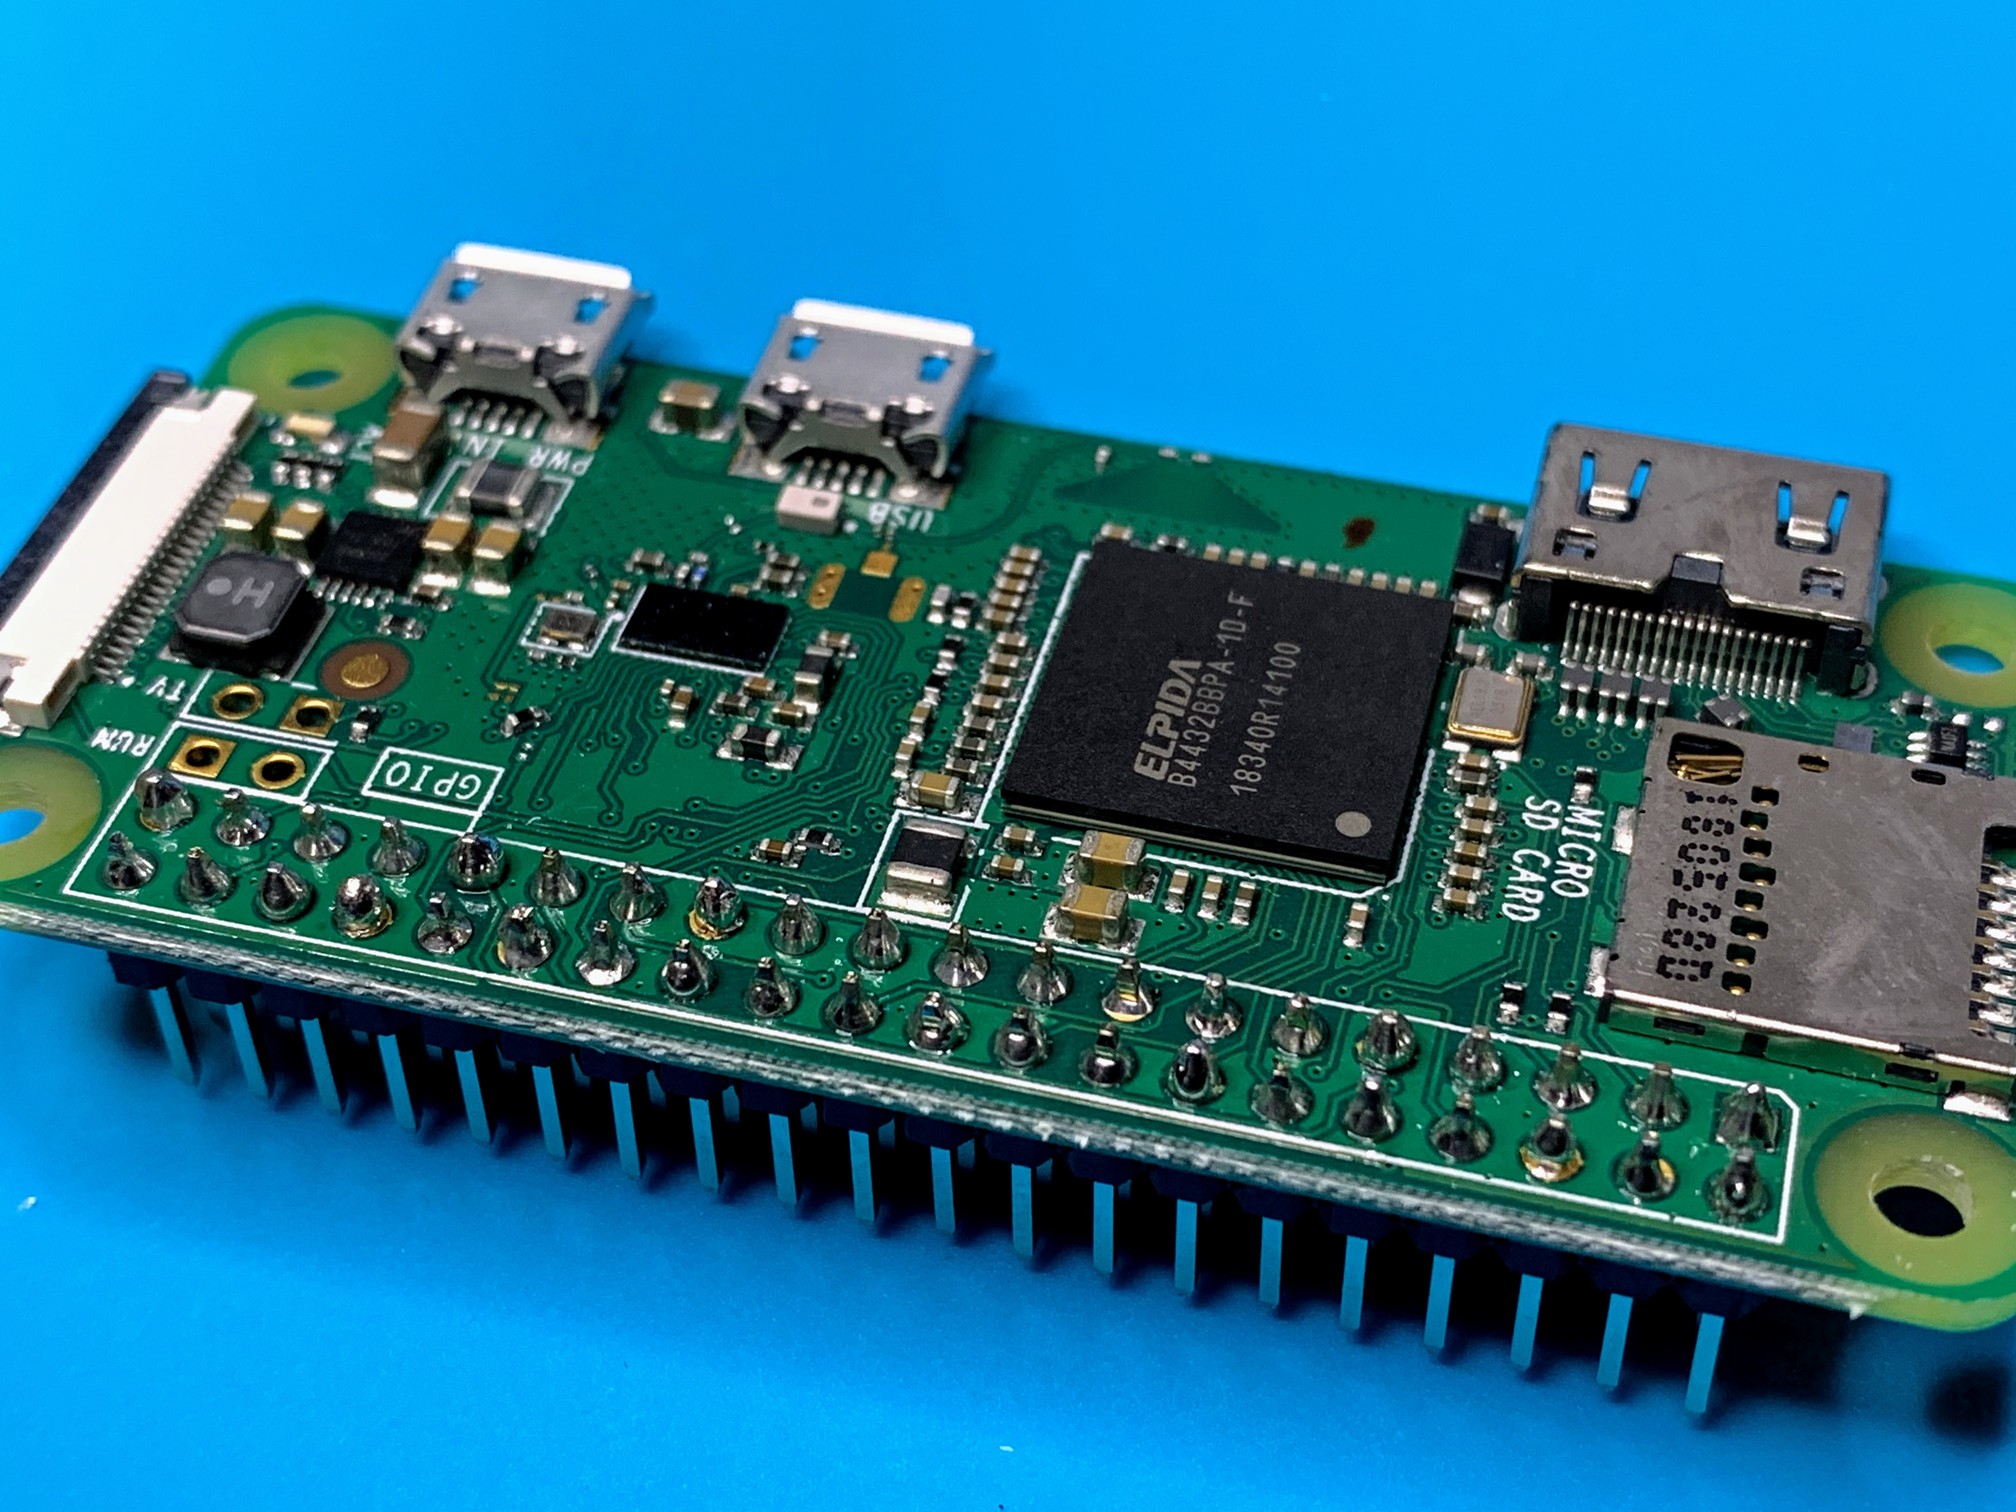 PWR IN
USB
H
TV
RUN
GPIO
ELPIDA
B4432BBPA-1D-F
18340R14100
MICRO
SD CARD